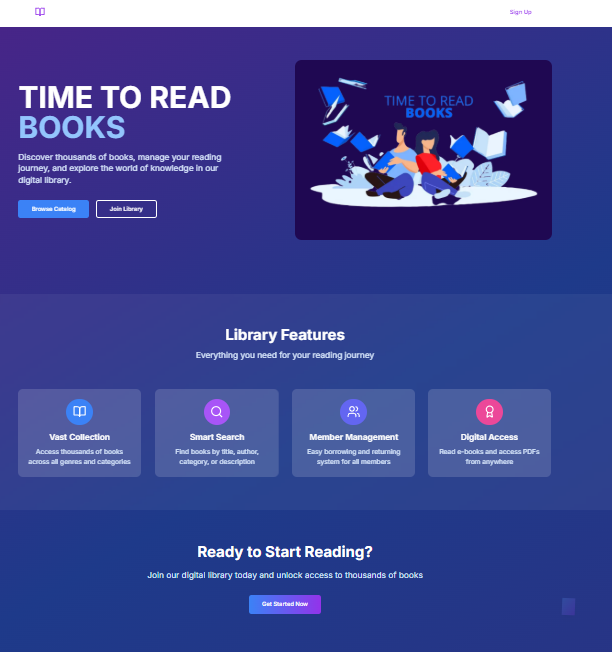 Sign Up
TIME TO READ
BOOKS
Discover thousands of books, manage your reading
journey, and explore the world of knowledge in our
digital library.
Browse Catalog
Join Library
TIME TO READ
BOOKS
Library Features
Everything you need for your reading journey
Vast Collection
Access thousands of books
across all genres and categories
Smart Search
Find books by title, author,
category, or description
Member Management
Easy borrowing and returning
system for all members
Digital Access
Read e-books and access PDFs
from anywhere
Ready to Start Reading?
Join our digital library today and unlock access to thousands of books
Get Started Now